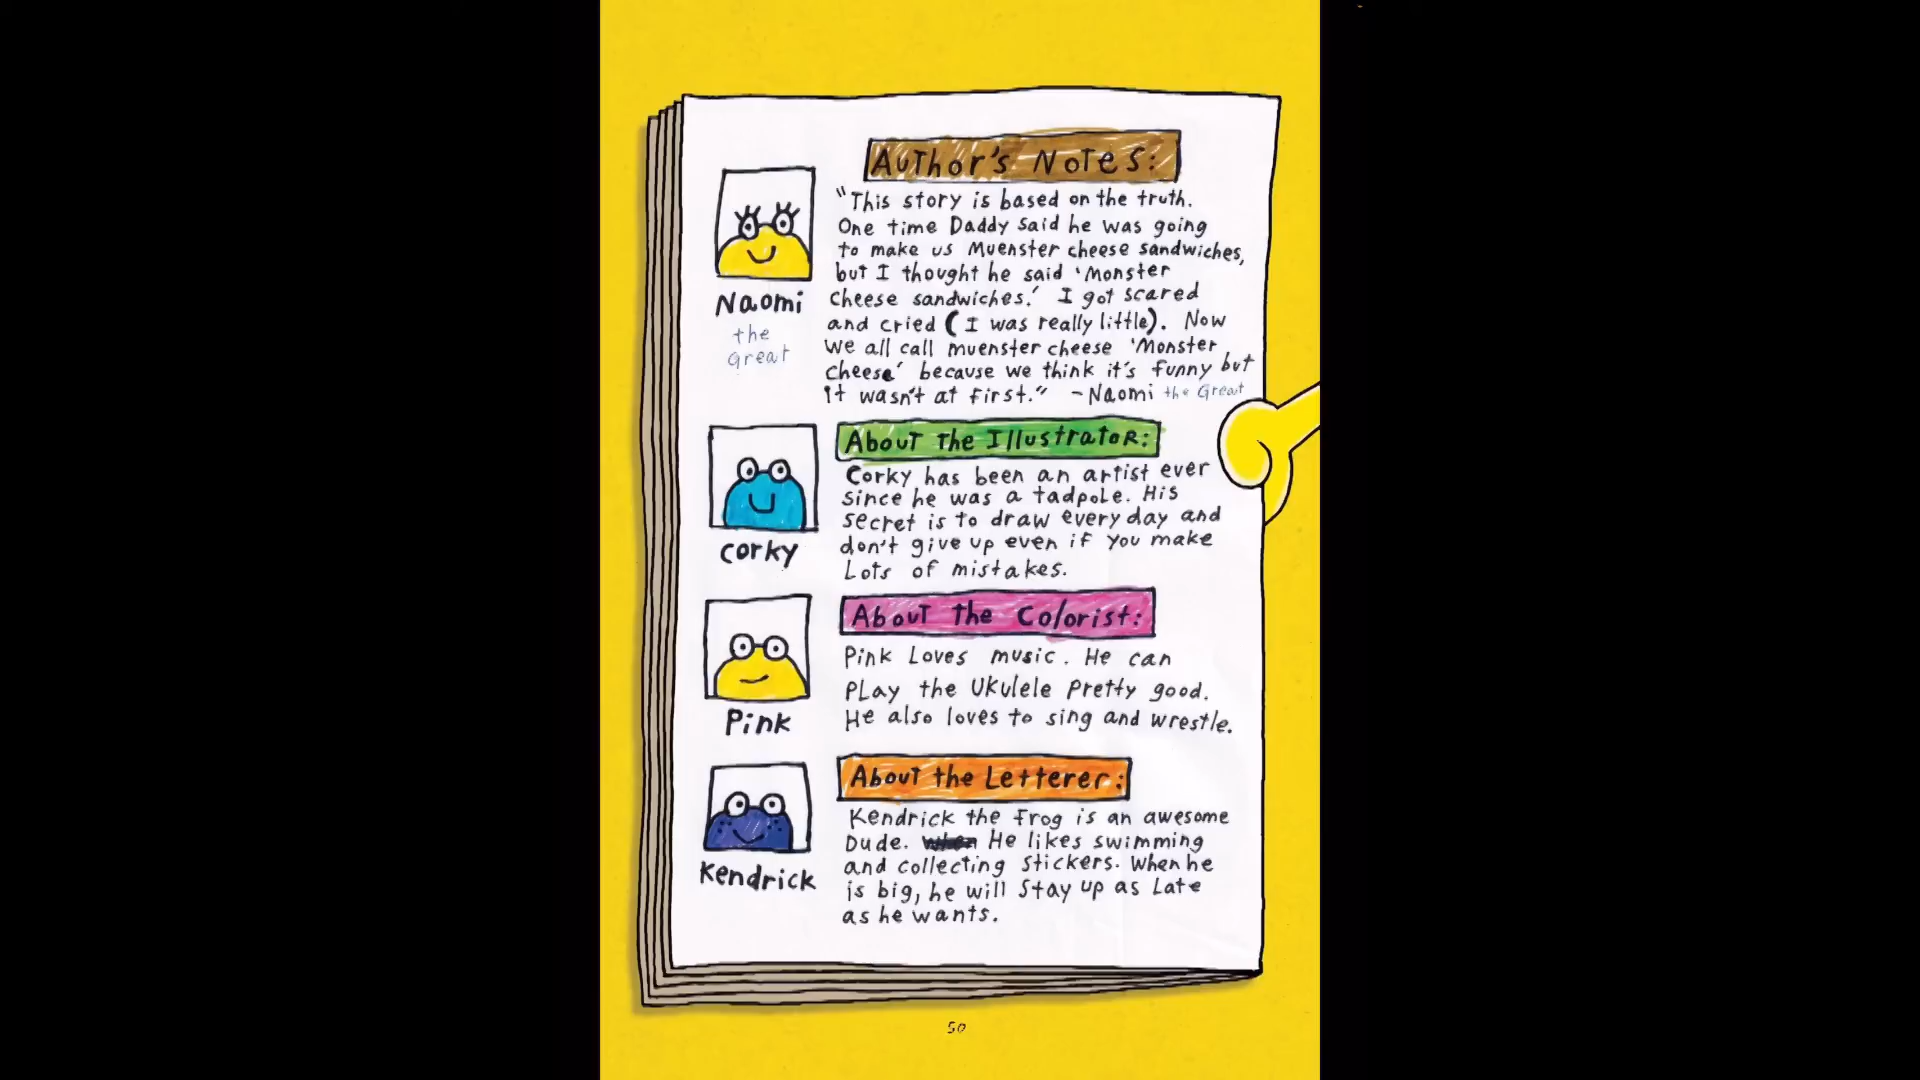 Author's Notes:
"This story is based on the truth.
One time Daddy said he was going
to make us Muenster cheese sandwiches,
but I thought he said 'Monster
cheese sandwiches.' I got scared
and cried (I was really little). Now
we all call muenster cheese 'Monster
cheese' because we think it's funny but
it wasn't at first." -Naomi the Great
Naomi
the
Great
About the Illustrator:
Corky has been an artist ever
since he was a tadpole. His
secret is to draw every day and
don't give up even if you make
Lots of mistakes.
Corky
About the Colorist:
Pink Loves music. He can
PLay the Ukulele Pretty good.
He also loves to sing and wrestle.
Pink
About the Letterer:
Kendrick the Frog is an awesome
Dude. He likes swimming
and collecting stickers. When he
is big, he will Stay up as Late
as he wants.
Kendrick
50